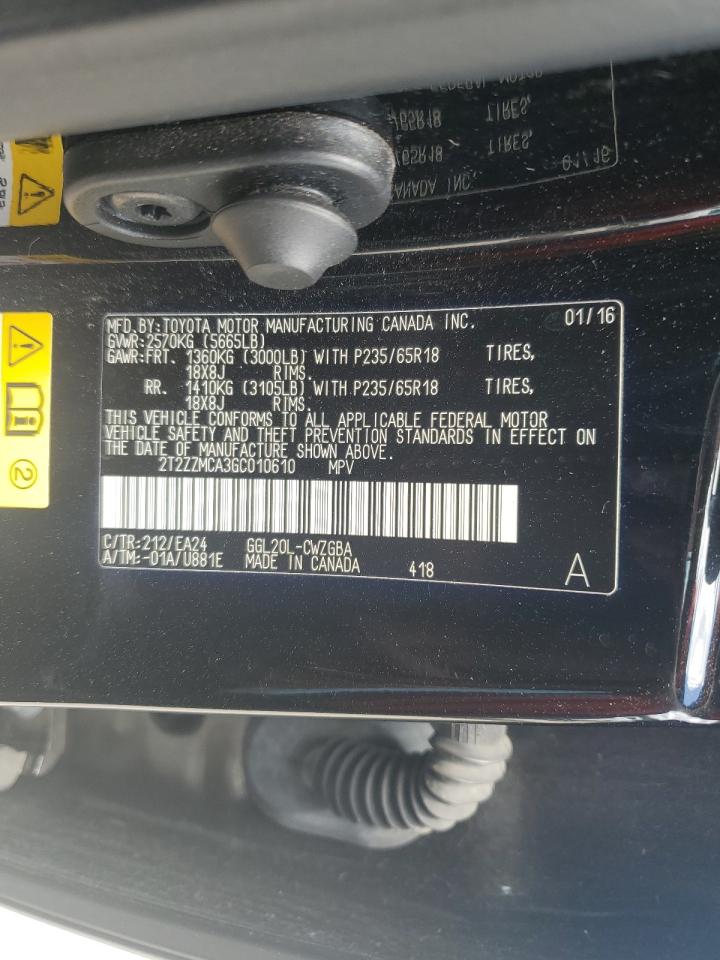 MFD.BY:TOYOTA MOTOR MANUFACTURING CANADA INC. 01/16
GVWR:2570KG (5665LB)
GAWR:FRT. 1360KG (3000LB) WITH P235/65R18 TIRES,
18X8J RIMS.
RR. 1410KG (3105LB) WITH P235/65R18 TIRES,
18X8J RIMS.
THIS VEHICLE CONFORMS TO ALL APPLICABLE FEDERAL MOTOR
VEHICLE SAFETY AND THEFT PREVENTION STANDARDS IN EFFECT ON
THE DATE OF MANUFACTURE SHOWN ABOVE.
2T2ZZMCA3GC010610 MPV
C/TR:212/EA24 GGL20L-CWZGBA
A/TM:-01A/U881E MADE IN CANADA 418 A
2